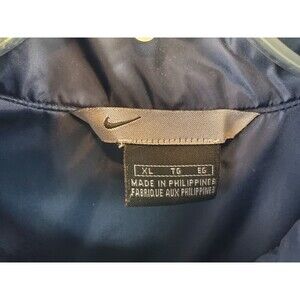 XL TG EG
MADE IN PHILIPPINES
FABRIQUE AUX PHILIPPINES